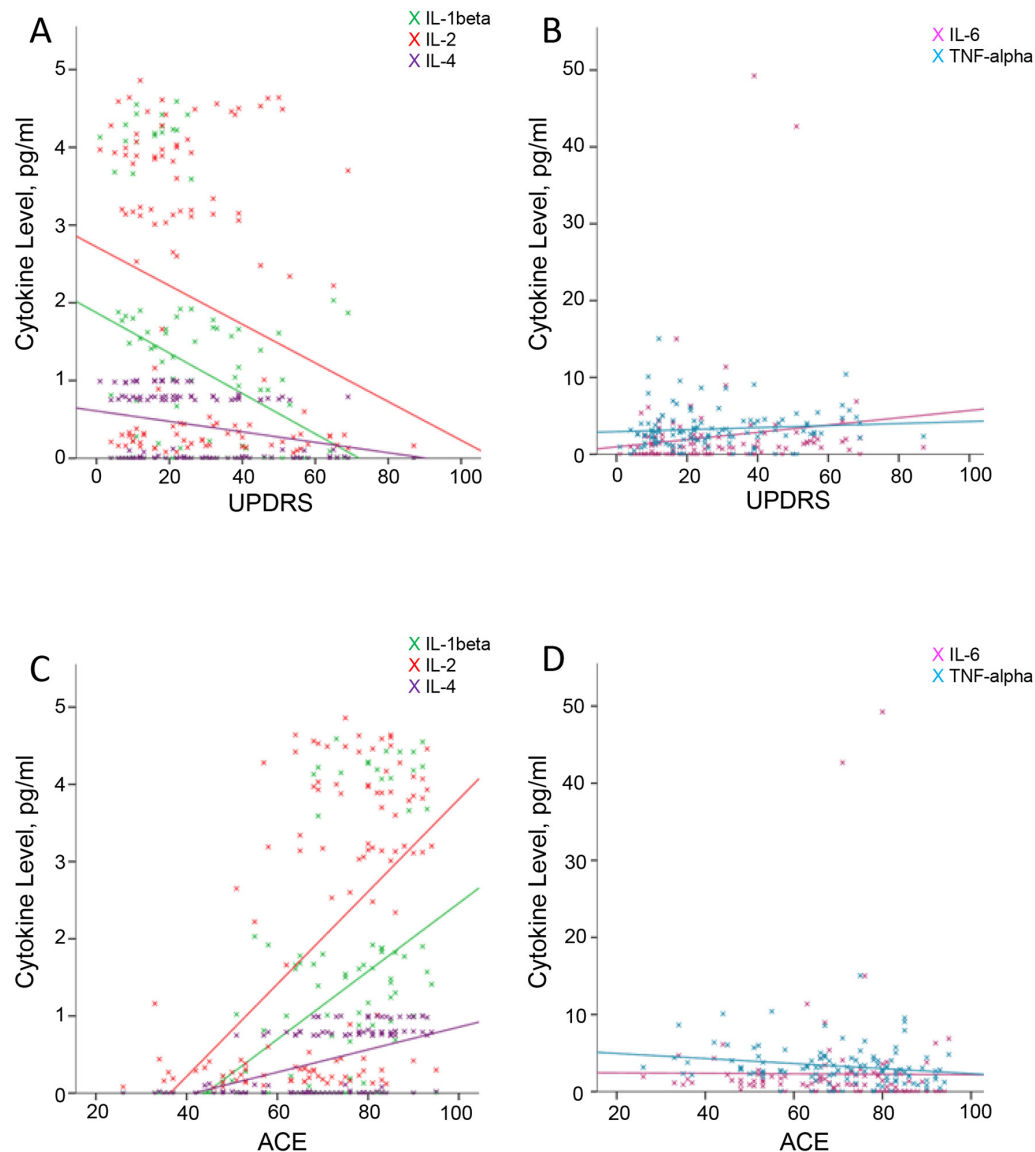 A
X IL-1beta
X IL-2
X IL-4
Cytokine Level, pg/ml
5
4
3
2
1
0
0 20 40 60 80 100
UPDRS
B
X IL-6
X TNF-alpha
Cytokine Level, pg/ml
50
40
30
20
10
0
0 20 40 60 80 100
UPDRS
C
X IL-1beta
X IL-2
X IL-4
Cytokine Level, pg/ml
5
4
3
2
1
0
20 40 60 80 100
ACE
D
X IL-6
X TNF-alpha
Cytokine Level, pg/ml
50
40
30
20
10
0
20 40 60 80 100
ACE